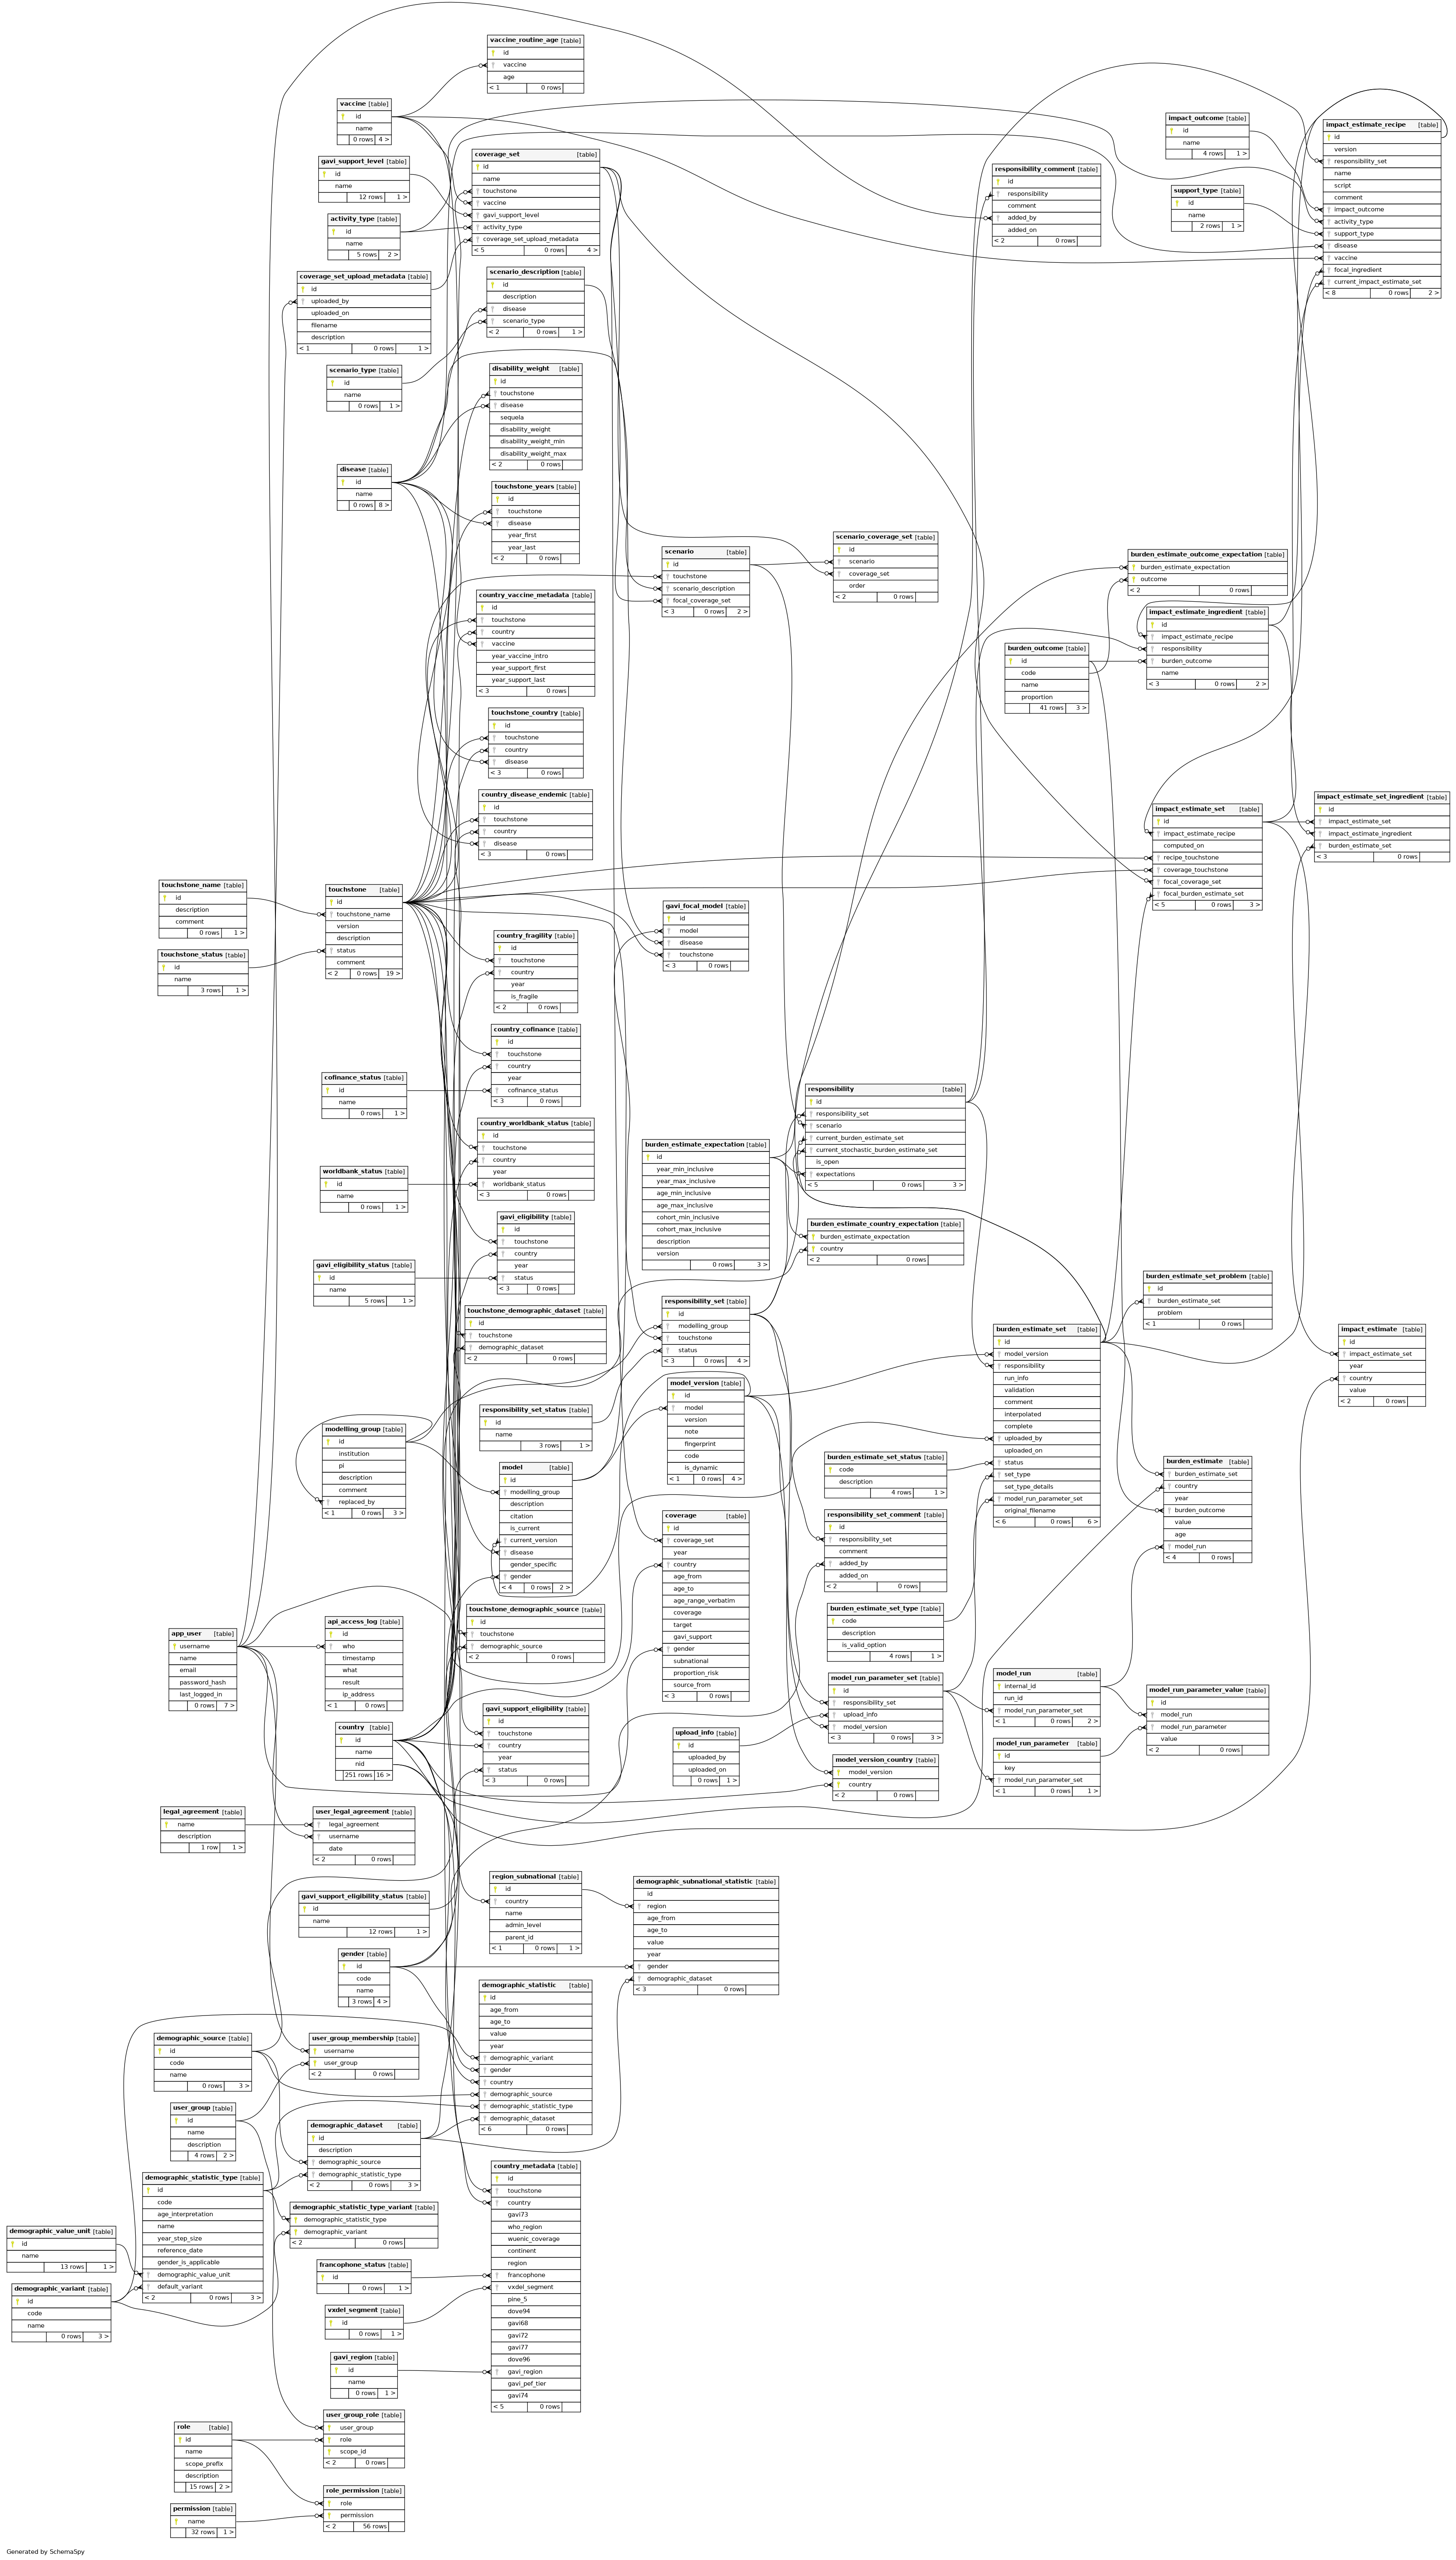 vaccine_routine_age [table]
id
vaccine
age
< 1 0 rows
vaccine [table]
id
name
0 rows 4 >
gavi_support_level [table]
id
name
12 rows 1 >
activity_type [table]
id
name
5 rows 2 >
coverage_set [table]
id
name
touchstone
vaccine
gavi_support_level
activity_type
coverage_set_upload_metadata
< 5 0 rows 4 >
responsibility_comment [table]
id
responsibility
comment
added_by
added_on
< 2 0 rows
impact_outcome [table]
id
name
4 rows 1 >
support_type [table]
id
name
2 rows 1 >
impact_estimate_recipe [table]
id
version
responsibility_set
name
script
comment
impact_outcome
activity_type
support_type
disease
vaccine
focal_ingredient
current_impact_estimate_set
< 8 0 rows 2 >
coverage_set_upload_metadata [table]
id
uploaded_by
uploaded_on
filename
description
< 1 0 rows 1 >
scenario_description [table]
id
description
disease
scenario_type
< 2 0 rows 1 >
scenario_type [table]
id
name
0 rows 1 >
disability_weight [table]
id
touchstone
disease
sequela
disability_weight
disability_weight_min
disability_weight_max
< 2 0 rows
disease [table]
id
name
0 rows 8 >
touchstone_years [table]
id
touchstone
disease
year_first
year_last
< 2 0 rows
scenario [table]
id
touchstone
scenario_description
focal_coverage_set
< 3 0 rows 2 >
scenario_coverage_set [table]
id
scenario
coverage_set
order
< 2 0 rows
burden_estimate_outcome_expectation [table]
burden_estimate_expectation
outcome
< 2 0 rows
country_vaccine_metadata [table]
id
touchstone
country
vaccine
year_vaccine_intro
year_support_first
year_support_last
< 3 0 rows
burden_outcome [table]
id
code
name
proportion
41 rows 3 >
impact_estimate_ingredient [table]
id
impact_estimate_recipe
responsibility
burden_outcome
name
< 3 0 rows 2 >
touchstone_country [table]
id
touchstone
country
disease
< 3 0 rows
country_disease_endemic [table]
id
touchstone
country
disease
< 3 0 rows
impact_estimate_set [table]
id
impact_estimate_recipe
computed_on
recipe_touchstone
coverage_touchstone
focal_coverage_set
focal_burden_estimate_set
< 5 0 rows 3 >
impact_estimate_set_ingredient [table]
id
impact_estimate_set
impact_estimate_ingredient
burden_estimate_set
< 3 0 rows
touchstone_name [table]
id
description
comment
0 rows 1 >
touchstone_status [table]
id
name
3 rows 1 >
touchstone [table]
id
touchstone_name
version
description
status
comment
< 2 0 rows 19 >
country_fragility [table]
id
touchstone
country
year
is_fragile
< 2 0 rows
gavi_focal_model [table]
id
model
disease
touchstone
< 3 0 rows
country_cofinance [table]
id
touchstone
country
year
cofinance_status
< 3 0 rows
cofinance_status [table]
id
name
0 rows 1 >
country_worldbank_status [table]
id
touchstone
country
year
worldbank_status
< 3 0 rows
worldbank_status [table]
id
name
0 rows 1 >
burden_estimate_expectation [table]
id
year_min_inclusive
year_max_inclusive
age_min_inclusive
age_max_inclusive
cohort_min_inclusive
cohort_max_inclusive
description
version
0 rows 3 >
responsibility [table]
id
responsibility_set
scenario
current_burden_estimate_set
current_stochastic_burden_estimate_set
is_open
expectations
< 5 0 rows 3 >
burden_estimate_country_expectation [table]
burden_estimate_expectation
country
< 2 0 rows
gavi_eligibility [table]
id
touchstone
country
year
status
< 3 0 rows
gavi_eligibility_status [table]
id
name
5 rows 1 >
touchstone_demographic_dataset [table]
id
touchstone
demographic_dataset
< 2 0 rows
responsibility_set [table]
id
modelling_group
touchstone
status
< 3 0 rows 4 >
burden_estimate_set_problem [table]
id
burden_estimate_set
problem
< 1 0 rows
burden_estimate_set [table]
id
model_version
responsibility
run_info
validation
comment
interpolated
complete
uploaded_by
uploaded_on
status
set_type
set_type_details
model_run_parameter_set
original_filename
< 6 0 rows 6 >
impact_estimate [table]
id
impact_estimate_set
year
country
value
< 2 0 rows
model_version [table]
id
model
version
note
fingerprint
code
is_dynamic
< 1 0 rows 4 >
responsibility_set_status [table]
id
name
3 rows 1 >
modelling_group [table]
id
institution
pi
description
comment
replaced_by
< 1 0 rows 3 >
model [table]
id
modelling_group
description
citation
is_current
current_version
disease
gender_specific
gender
< 4 0 rows 2 >
burden_estimate_set_status [table]
code
description
4 rows 1 >
burden_estimate [table]
burden_estimate_set
country
year
burden_outcome
value
age
model_run
< 4 0 rows
coverage [table]
id
coverage_set
year
country
age_from
age_to
age_range_verbatim
coverage
target
gavi_support
gender
subnational
proportion_risk
source_from
< 3 0 rows
responsibility_set_comment [table]
id
responsibility_set
comment
added_by
added_on
< 2 0 rows
burden_estimate_set_type [table]
code
description
is_valid_option
4 rows 1 >
touchstone_demographic_source [table]
id
touchstone
demographic_source
< 2 0 rows
api_access_log [table]
id
who
timestamp
what
result
ip_address
< 1 0 rows
app_user [table]
username
name
email
password_hash
last_logged_in
0 rows 7 >
model_run_parameter_set [table]
id
responsibility_set
upload_info
model_version
< 3 0 rows 3 >
model_run [table]
internal_id
run_id
model_run_parameter_set
< 1 0 rows 2 >
model_run_parameter_value [table]
id
model_run
model_run_parameter
value
< 2 0 rows
gavi_support_eligibility [table]
id
touchstone
country
year
status
< 3 0 rows
country [table]
id
name
nid
251 rows 16 >
upload_info [table]
id
uploaded_by
uploaded_on
0 rows 1 >
model_version_country [table]
model_version
country
< 2 0 rows
model_run_parameter [table]
id
key
model_run_parameter_set
< 1 0 rows 1 >
legal_agreement [table]
name
description
1 row 1 >
user_legal_agreement [table]
legal_agreement
username
date
< 2 0 rows
region_subnational [table]
id
country
name
admin_level
parent_id
< 1 0 rows 1 >
demographic_subnational_statistic [table]
id
region
age_from
age_to
value
year
gender
demographic_dataset
< 3 0 rows
gavi_support_eligibility_status [table]
id
name
12 rows 1 >
gender [table]
id
code
name
3 rows 4 >
demographic_statistic [table]
id
age_from
age_to
value
year
demographic_variant
gender
country
demographic_source
demographic_statistic_type
demographic_dataset
< 6 0 rows
demographic_source [table]
id
code
name
0 rows 3 >
user_group_membership [table]
username
user_group
< 2 0 rows
user_group [table]
id
name
description
4 rows 2 >
demographic_dataset [table]
id
description
demographic_source
demographic_statistic_type
< 2 0 rows 3 >
demographic_statistic_type [table]
id
code
age_interpretation
name
year_step_size
reference_date
gender_is_applicable
demographic_value_unit
default_variant
< 2 0 rows 3 >
demographic_statistic_type_variant [table]
demographic_statistic_type
demographic_variant
< 2 0 rows
demographic_value_unit [table]
id
name
13 rows 1 >
demographic_variant [table]
id
code
name
0 rows 3 >
country_metadata [table]
id
touchstone
country
gavi73
who_region
wuenic_coverage
continent
region
francophone
vxdel_segment
pine_5
dove94
gavi68
gavi72
gavi77
dove96
gavi_region
gavi_pef_tier
gavi74
< 5 0 rows
francophone_status [table]
id
0 rows 1 >
vxdel_segment [table]
id
0 rows 1 >
gavi_region [table]
id
name
0 rows 1 >
user_group_role [table]
user_group
role
scope_id
< 2 0 rows
role [table]
id
name
scope_prefix
description
15 rows 2 >
role_permission [table]
role
permission
< 2 56 rows
permission [table]
name
32 rows 1 >
Generated by SchemaSpy